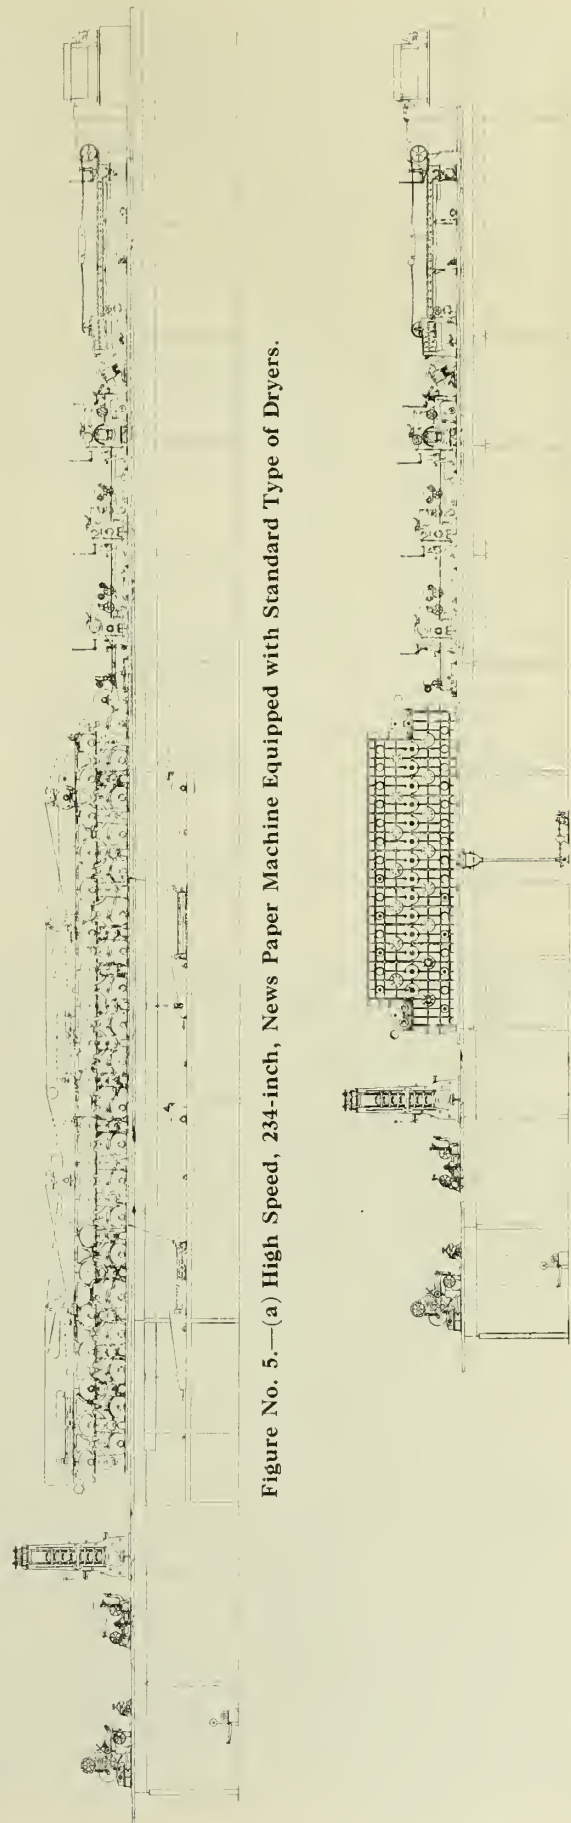 Figure No. 5.—(a) High Speed, 234-inch, News Paper Machine Equipped with Standard Type of Dryers.